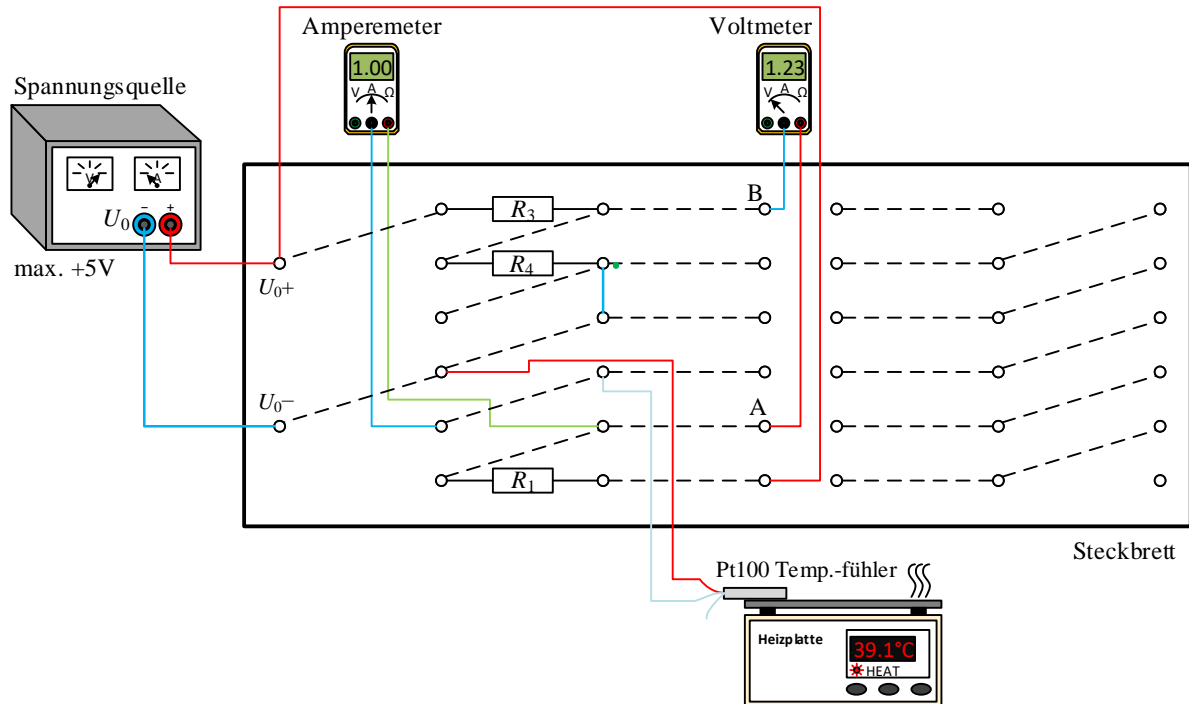 Amperemeter
Voltmeter
1.00
V A Ω
1.23
V A Ω
Spannungsquelle
V
A
U0
− +
max. +5V
R3
B
R4
U0+
U0−
A
R1
Steckbrett
Pt100 Temp.-fühler
Heizplatte
39.1°C
HEAT